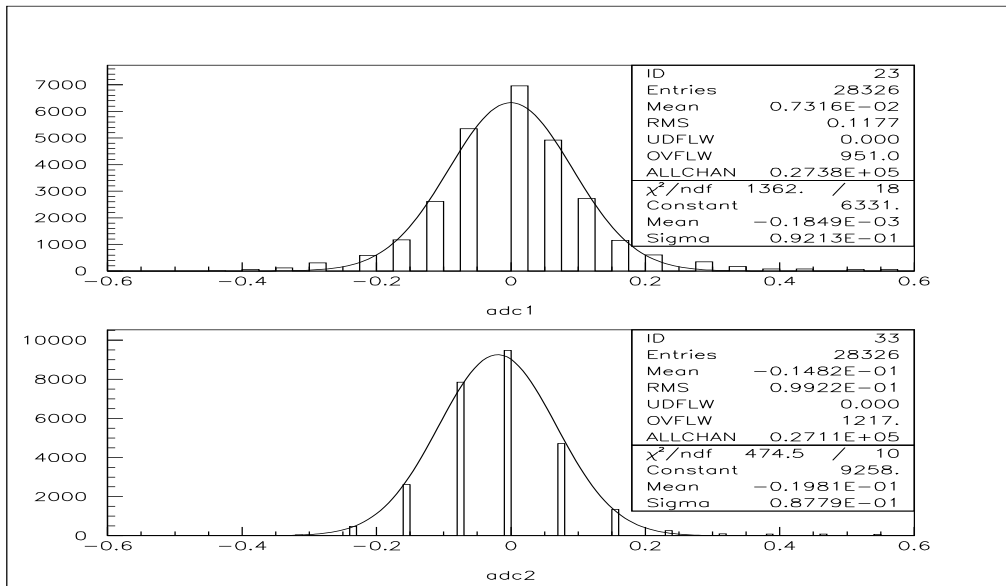 ID 23
Entries 28326
Mean 0.7316E-02
RMS 0.1177
UDFLW 0.000
OVFLW 951.0
ALLCHAN 0.2738E+05
χ²/ndf 1362. / 18
Constant 6331.
Mean -0.1849E-03
Sigma 0.9213E-01
7000
6000
5000
4000
3000
2000
1000
0
-0.6 -0.4 -0.2 0 0.2 0.4 0.6
adc1
ID 33
Entries 28326
Mean -0.1482E-01
RMS 0.9922E-01
UDFLW 0.000
OVFLW 1217.
ALLCHAN 0.2711E+05
χ²/ndf 474.5 / 10
Constant 9258.
Mean -0.1981E-01
Sigma 0.8779E-01
10000
8000
6000
4000
2000
0
-0.6 -0.4 -0.2 0 0.2 0.4 0.6
adc2